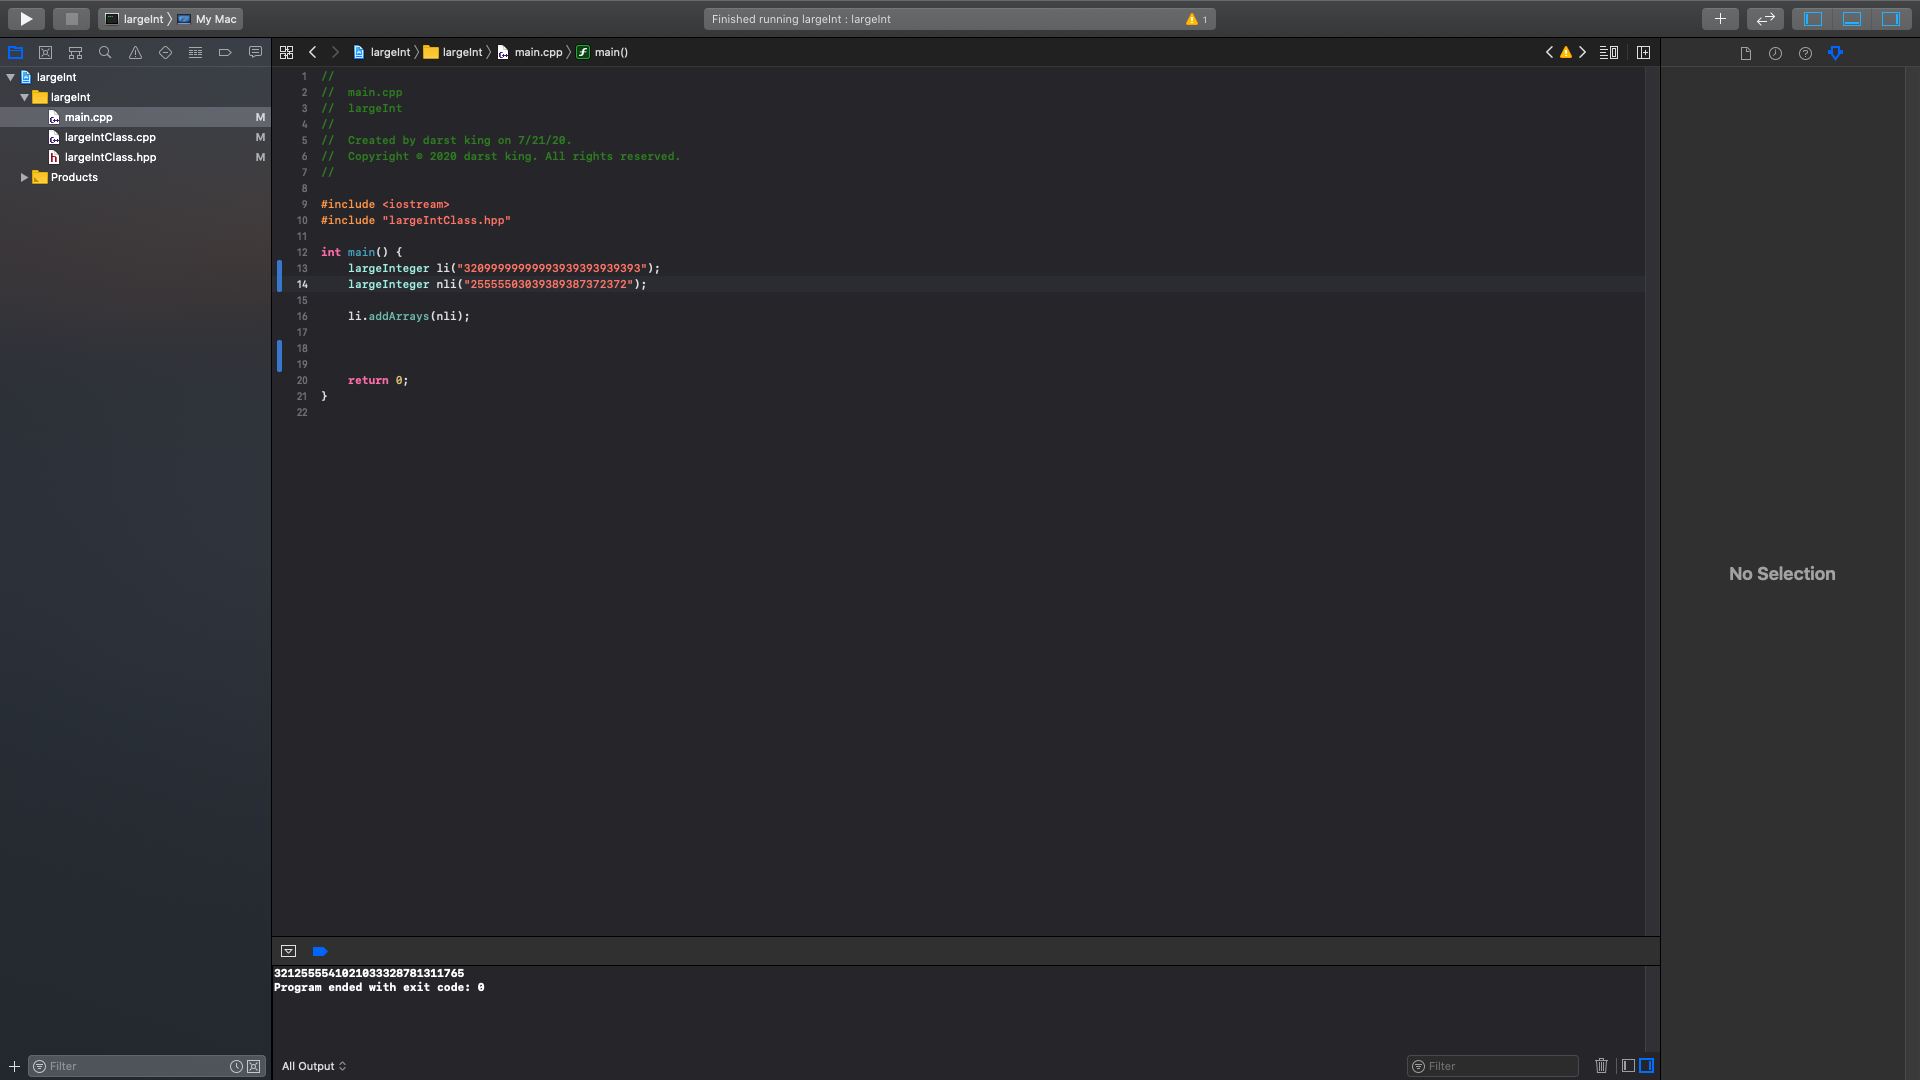 largeInt
My Mac
Finished running largeInt : largeInt
1
largeInt
largeInt
main.cpp
main()
largeInt
largeInt
main.cpp M
largeIntClass.cpp M
largeIntClass.hpp M
Products
1 //
2 //  main.cpp
3 //  largeInt
4 //
5 //  Created by darst king on 7/21/20.
6 //  Copyright © 2020 darst king. All rights reserved.
7 //
8
9 #include <iostream>
10 #include "largeIntClass.hpp"
11
12 int main() {
13     largeInteger li("32099999999993939393939393");
14     largeInteger nli("25555503039389387372372");
15
16     li.addArrays(nli);
17
18
19
20     return 0;
21 }
22
No Selection
3212555541021033328781311765
Program ended with exit code: 0
Filter
All Output
Filter